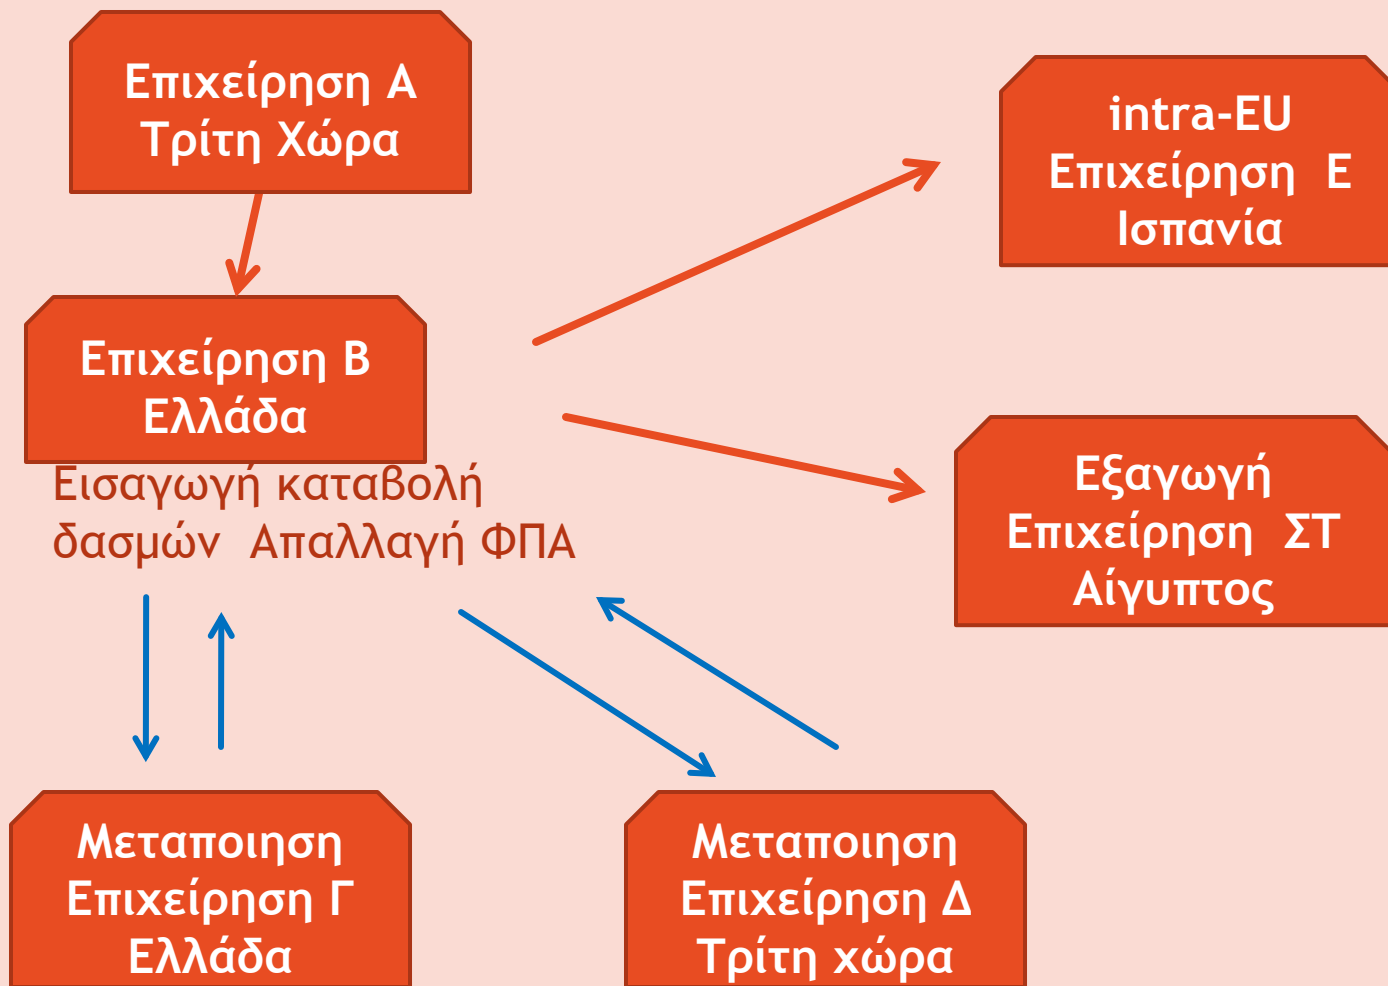 Επιχείρηση Α
Τρίτη Χώρα
intra-EU
Επιχείρηση Ε
Ισπανία
Επιχείρηση Β
Ελλάδα
Εισαγωγή καταβολή
δασμών Απαλλαγή ΦΠΑ
Εξαγωγή
Επιχείρηση ΣΤ
Αίγυπτος
Μεταποιηση
Επιχείρηση Γ
Ελλάδα
Μεταποιηση
Επιχείρηση Δ
Τρίτη χώρα